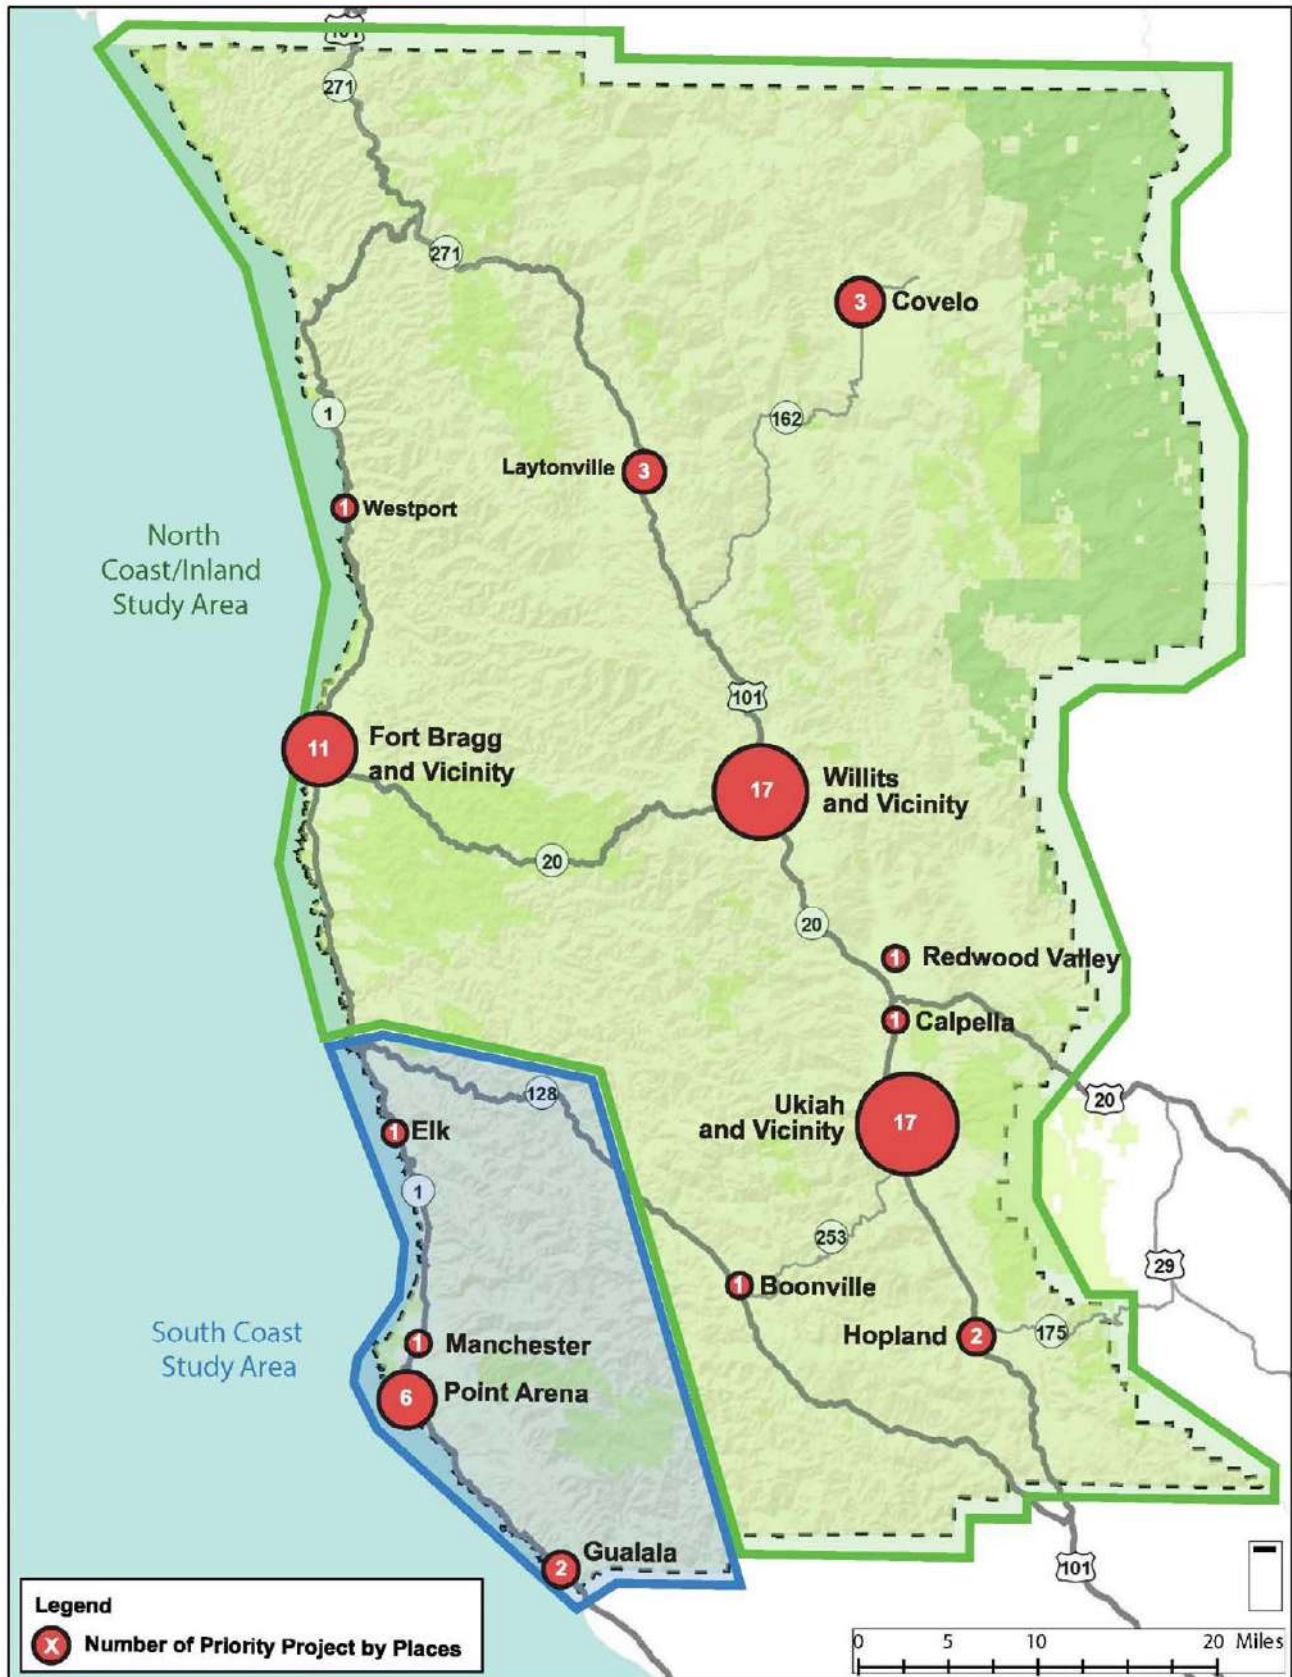 101
271
271
3 Covelo
1
162
Laytonville 3
1 Westport
North
Coast/Inland
Study Area
101
11
Fort Bragg
and Vicinity
17
Willits
and Vicinity
20
20
1 Redwood Valley
1 Calpella
128
20
Ukiah
and Vicinity
17
1 Elk
1
253
29
1 Boonville
South Coast
Study Area
Hopland 2
175
1 Manchester
6 Point Arena
Gualala
2
101
Legend
X Number of Priority Project by Places
0 5 10 20 Miles